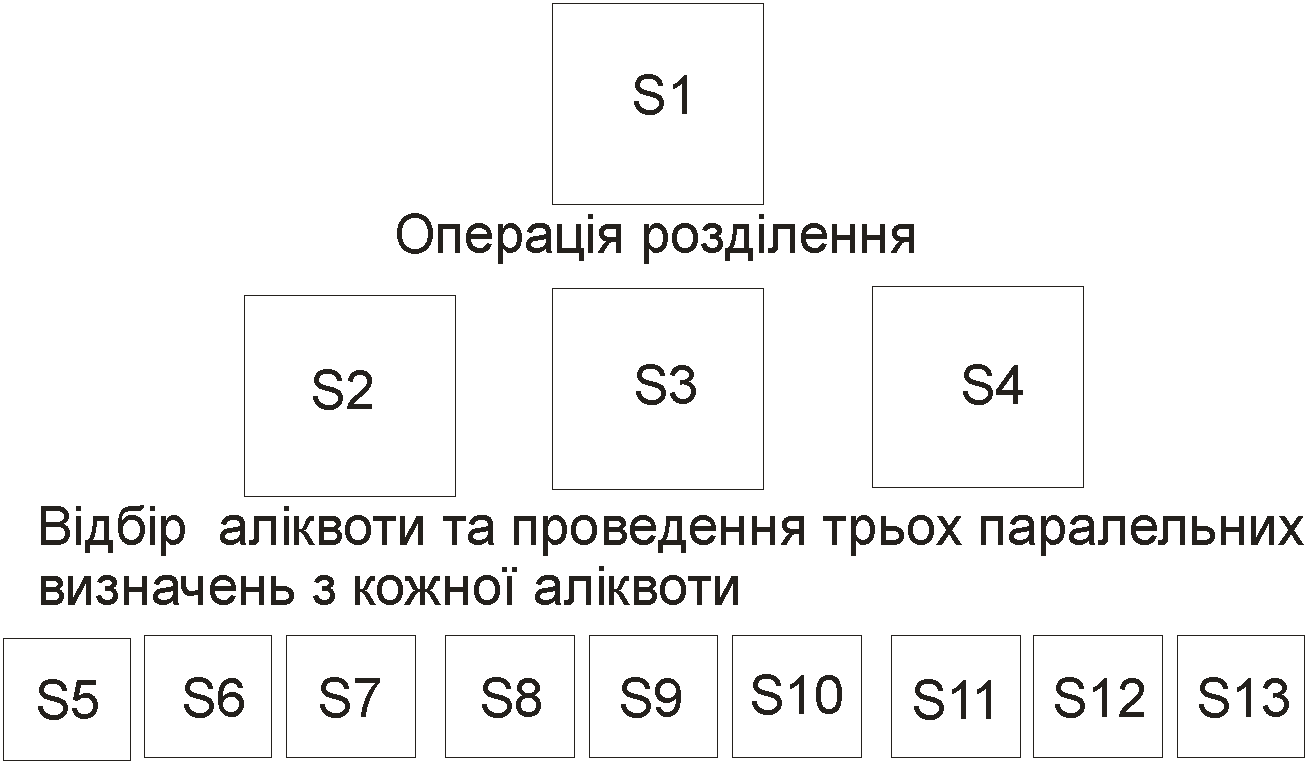 S1
Операція розділення
S2 S3 S4
Відбір аліквоти та проведення трьох паралельних
визначень з кожної аліквоти
S5 S6 S7 S8 S9 S10 S11 S12 S13